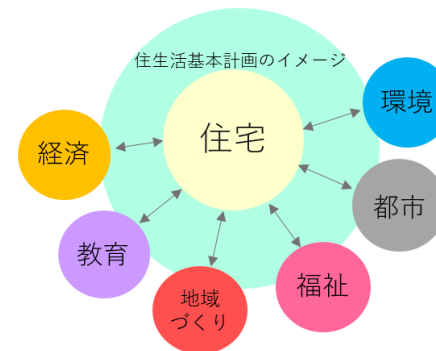 住生活基本計画のイメージ
住宅
環境
経済
都市
教育
福祉
地域
づくり